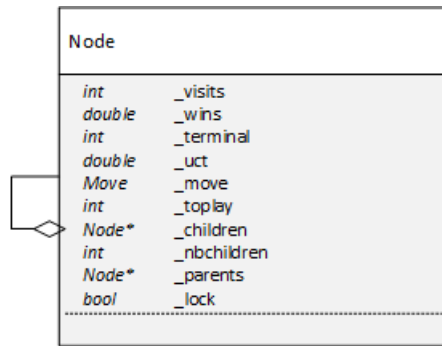 Node
int _visits
double _wins
int _terminal
double _uct
Move _move
int _toplay
Node* _children
int _nbchildren
Node* _parents
bool _lock